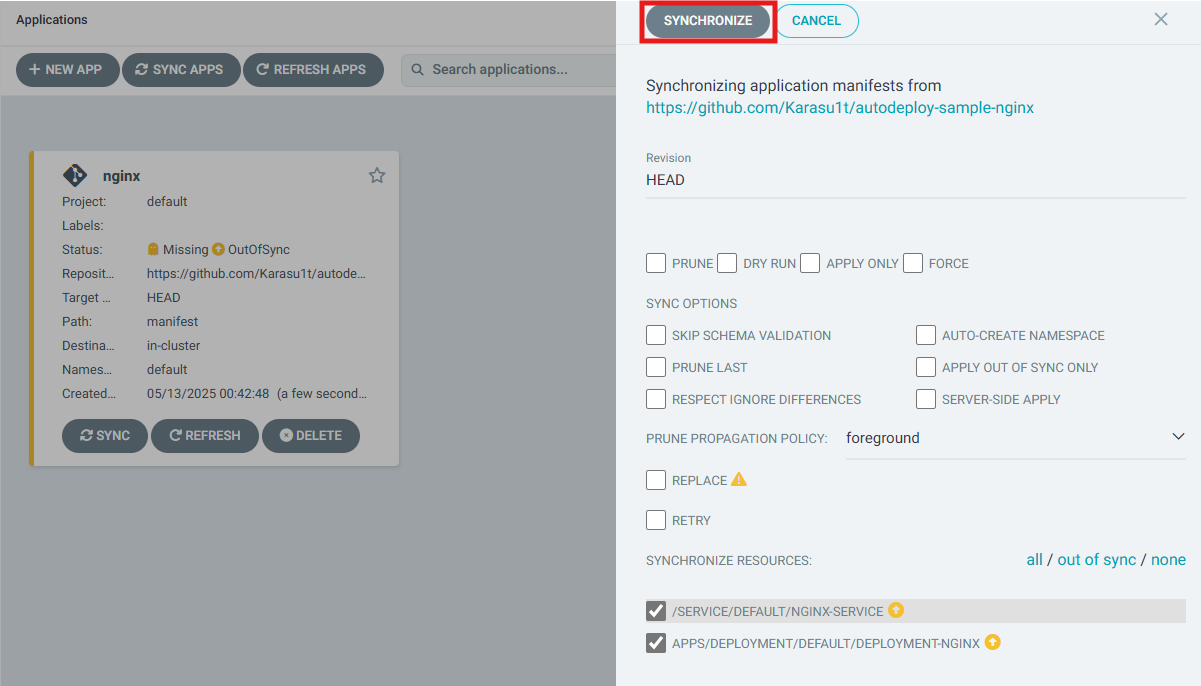 Applications
NEW APP SYNC APPS REFRESH APPS Search applications...
nginx
Project: default
Labels:
Status: Missing OutOfSync
Reposit... https://github.com/Karasu1t/autode...
Target ... HEAD
Path: manifest
Destina... in-cluster
Names... default
Created... 05/13/2025 00:42:48 (a few second...
SYNC REFRESH DELETE
SYNCHRONIZE CANCEL
Synchronizing application manifests from
https://github.com/Karasu1t/autodeploy-sample-nginx
Revision
HEAD
PRUNE DRY RUN APPLY ONLY FORCE
SYNC OPTIONS
SKIP SCHEMA VALIDATION AUTO-CREATE NAMESPACE
PRUNE LAST APPLY OUT OF SYNC ONLY
RESPECT IGNORE DIFFERENCES SERVER-SIDE APPLY
PRUNE PROPAGATION POLICY: foreground
REPLACE
RETRY
SYNCHRONIZE RESOURCES: all / out of sync / none
/SERVICE/DEFAULT/NGINX-SERVICE
APPS/DEPLOYMENT/DEFAULT/DEPLOYMENT-NGINX